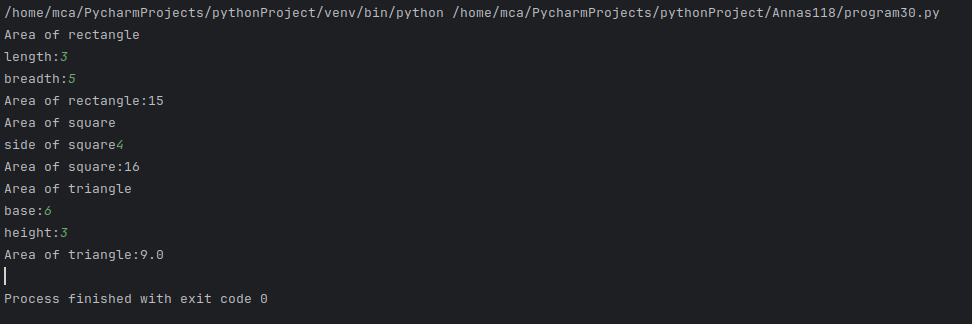 /home/mca/PycharmProjects/pythonProject/venv/bin/python /home/mca/PycharmProjects/pythonProject/Annas118/program30.py
Area of rectangle
length:3
breadth:5
Area of rectangle:15
Area of square
side of square4
Area of square:16
Area of triangle
base:6
height:3
Area of triangle:9.0
Process finished with exit code 0